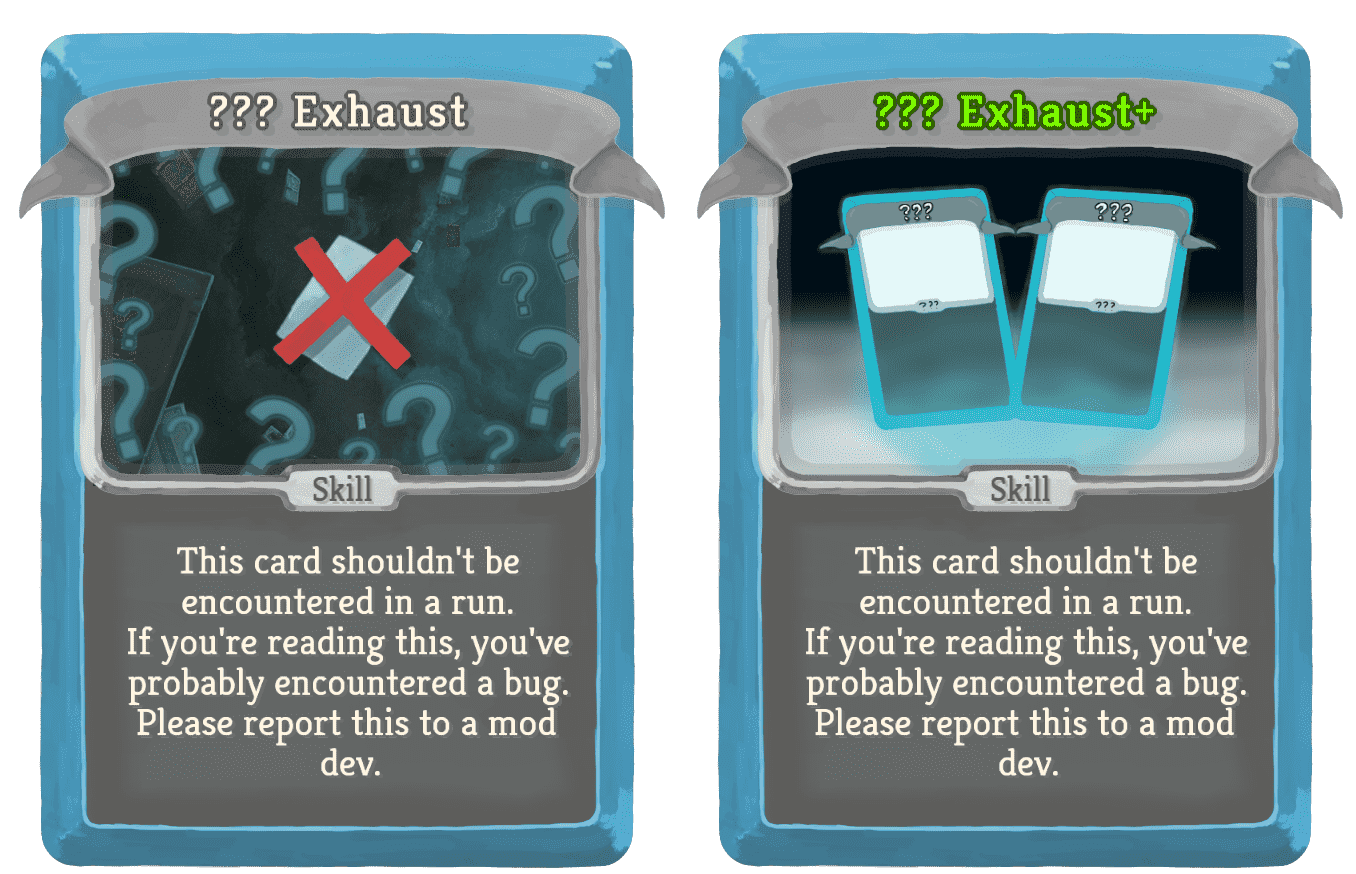 ??? Exhaust
Skill
This card shouldn't be
encountered in a run.
If you're reading this, you've
probably encountered a bug.
Please report this to a mod
dev.
??? Exhaust+
???
???
???
???
Skill
This card shouldn't be
encountered in a run.
If you're reading this, you've
probably encountered a bug.
Please report this to a mod
dev.